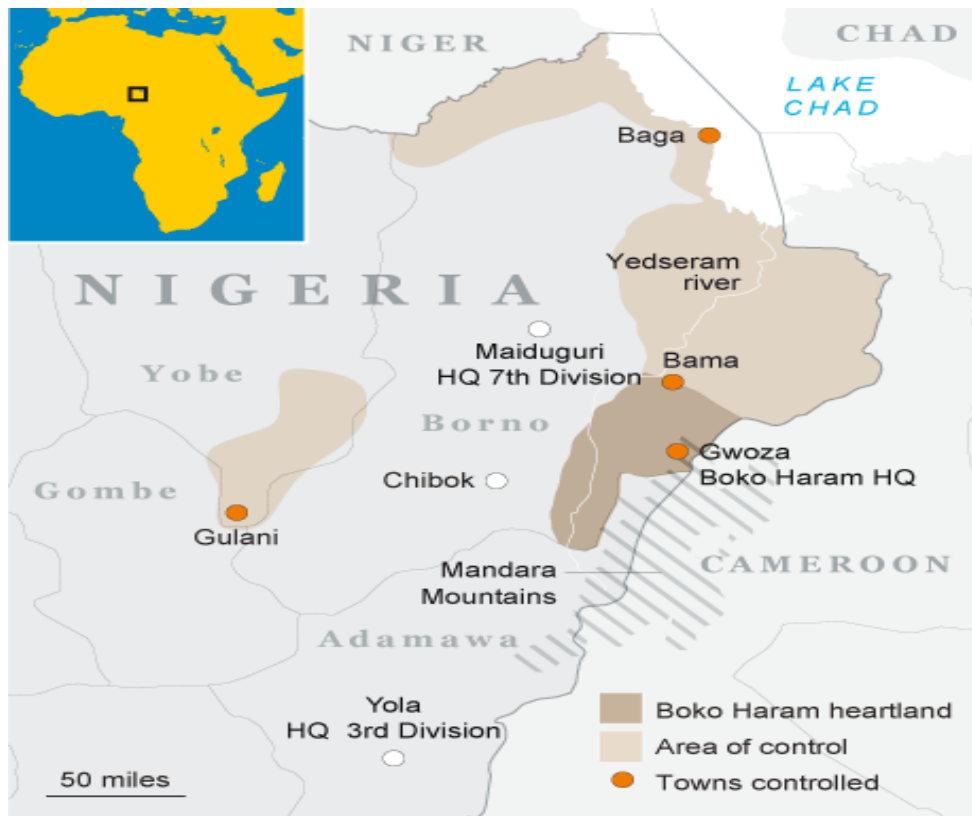 NIGER
CHAD
LAKE
CHAD
Baga
Yedseram
river
NIGERIA
Maiduguri
HQ 7th Division
Bama
Yobe
Borno
Gwoza
Boko Haram HQ
Chibok
Gombe
Gulani
Mandara
Mountains
CAMEROON
Adamawa
Yola
HQ 3rd Division
Boko Haram heartland
Area of control
Towns controlled
50 miles